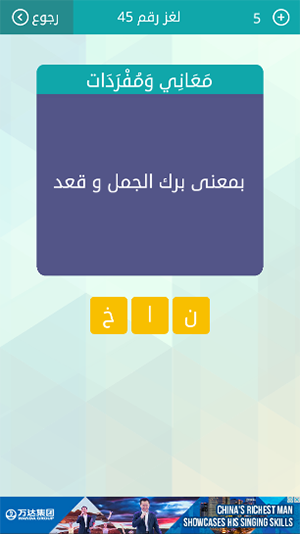 رجوع
لغز رقم 45
5
مَعَانِي وَمُفْرَدَات
بمعنى برك الجمل و قعد
ن ا خ
万达集团
WANDA GROUP
CHINA'S RICHEST MAN
SHOWCASES HIS SINGING SKILLS